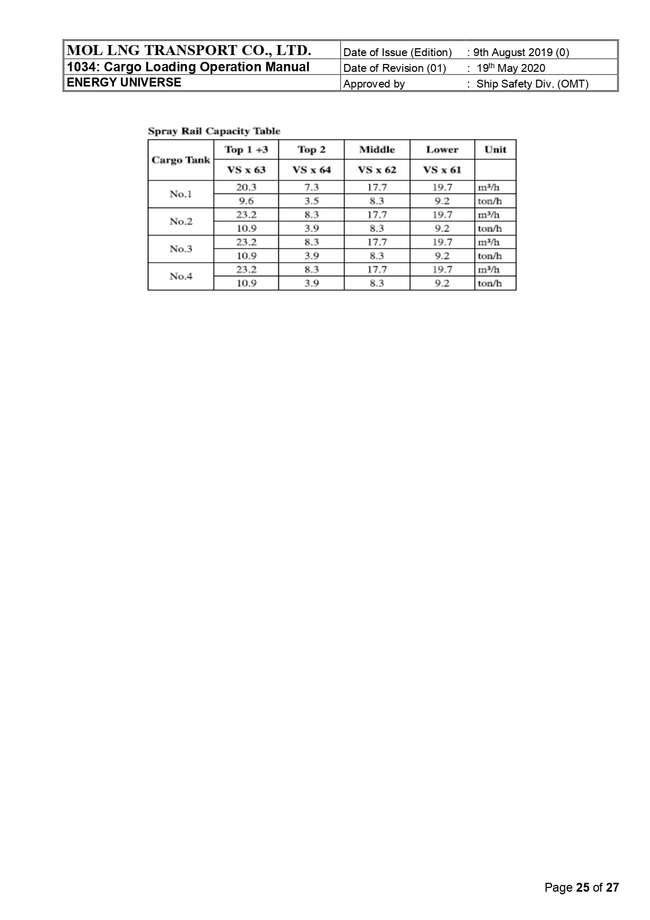 MOL LNG TRANSPORT CO., LTD. Date of Issue (Edition) : 9th August 2019 (0)
1034: Cargo Loading Operation Manual Date of Revision (01) : 19th May 2020
ENERGY UNIVERSE Approved by : Ship Safety Div. (OMT)
Spray Rail Capacity Table
Cargo Tank Top 1 +3 Top 2 Middle Lower Unit
VS x 63 VS x 64 VS x 62 VS x 61
No.1 20.3 7.3 17.7 19.7 m³/h
9.6 3.5 8.3 9.2 ton/h
No.2 23.2 8.3 17.7 19.7 m³/h
10.9 3.9 8.3 9.2 ton/h
No.3 23.2 8.3 17.7 19.7 m³/h
10.9 3.9 8.3 9.2 ton/h
No.4 23.2 8.3 17.7 19.7 m³/h
10.9 3.9 8.3 9.2 ton/h
Page 25 of 27